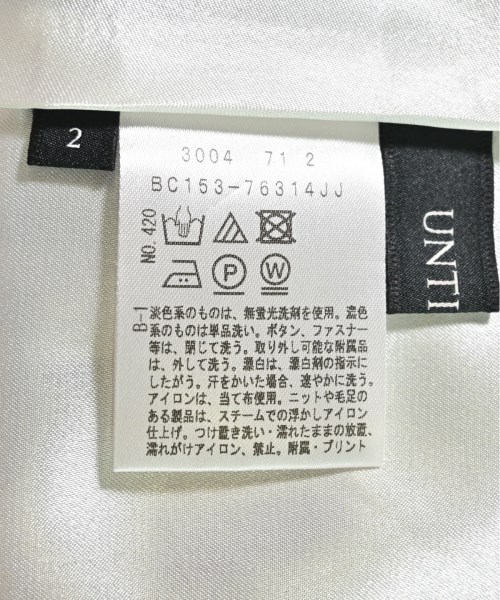 2
3004 71 2
BC153-76314JJ
NO. 420
P
W
B-1
淡色系のものは、無蛍光洗剤を使用。濃色
系のものは単品洗い。ボタン、ファスナー
等は、閉じて洗う。取り外し可能な附属品
は、外して洗う。漂白は、漂白剤の指示に
したがう。汗をかいた場合、速やかに洗う。
アイロンは、当て布使用。ニットや毛足の
ある製品は、スチームでの浮かしアイロン
仕上げ。つけ置き洗い・濡れたままの放置、
濡れがけアイロン、禁止。附属・プリント
UNTI